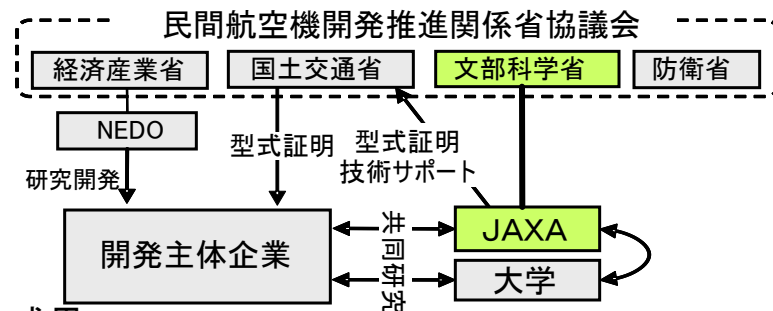 民間航空機開発推進関係省協議会
経済産業省
国土交通省
文部科学省
防衛省
NEDO
型式証明
型式証明
技術サポート
研究開発
開発主体企業
共同研究
JAXA
大学